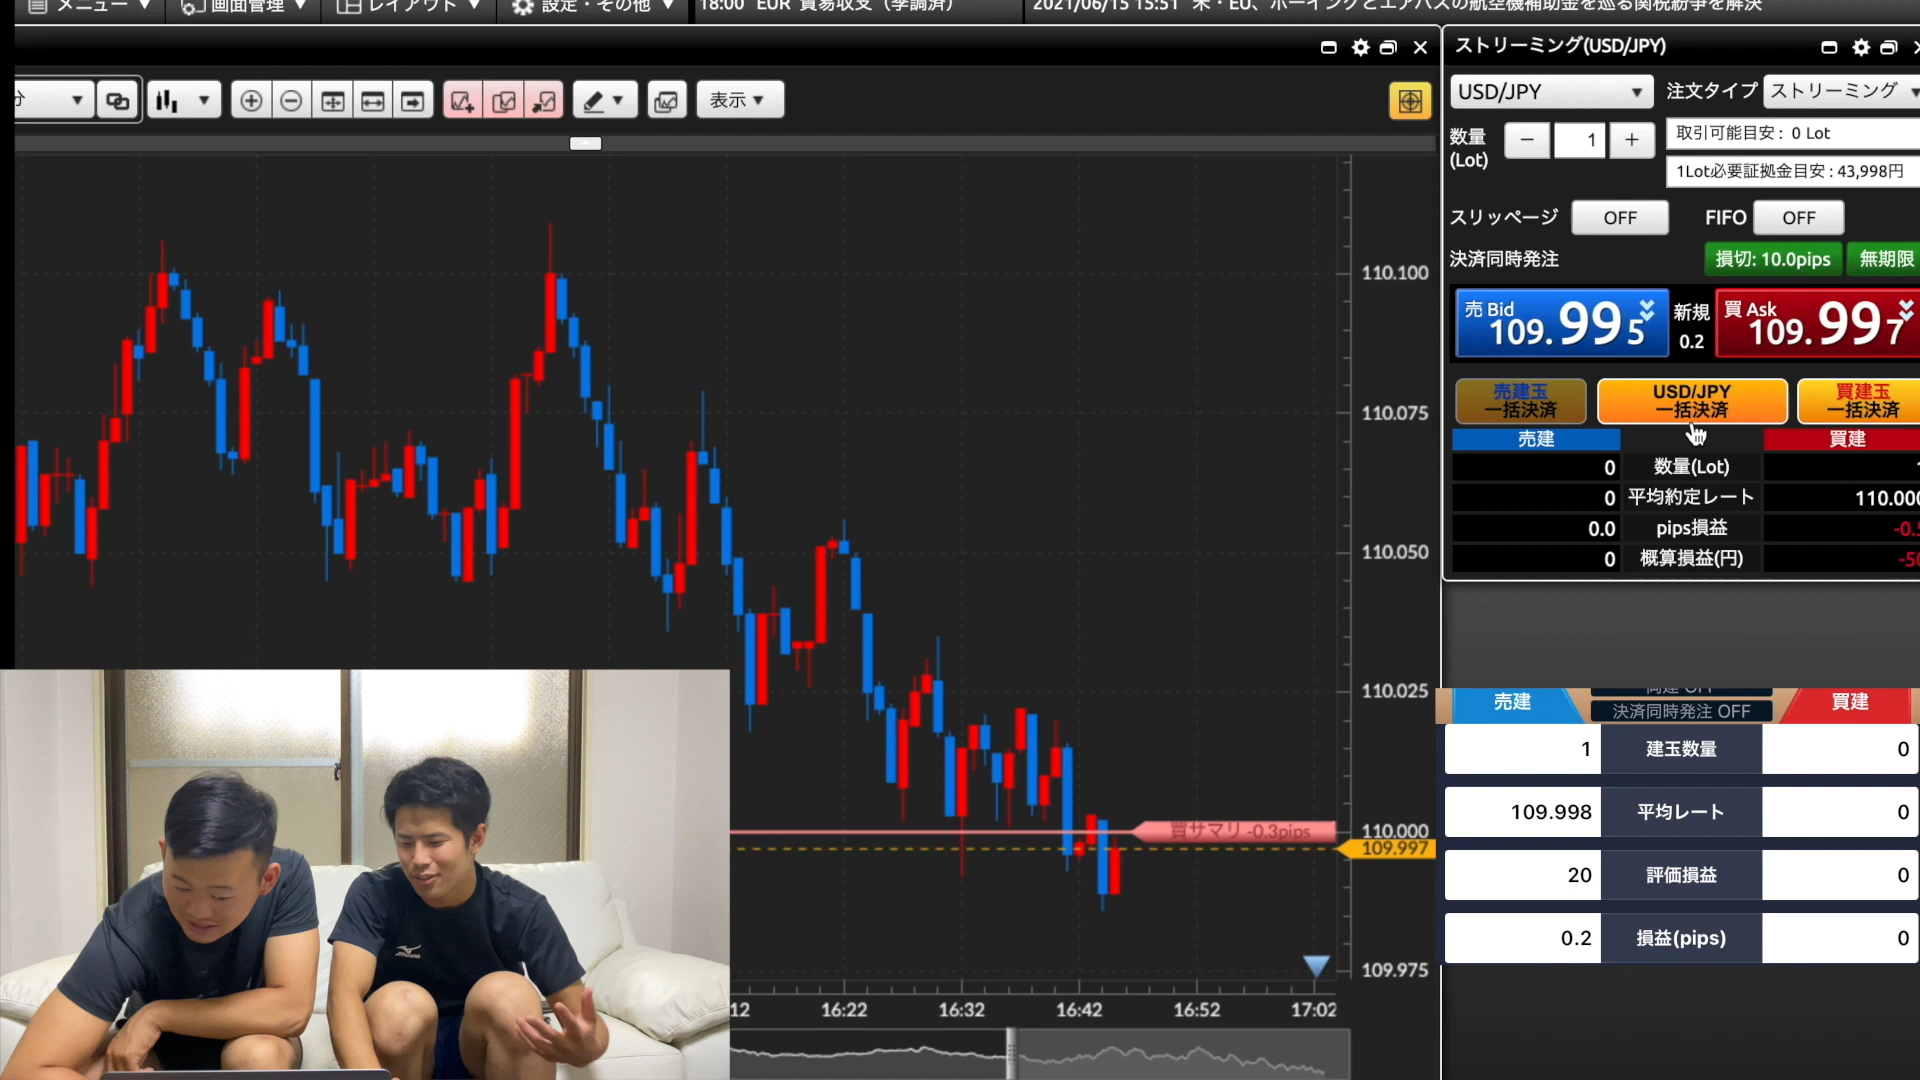 メニュー ▼
画面管理 ▼
レイアウト ▼
設定・その他 ▼
18:00 EUR 貿易収支（季調済）
2021/06/15 15:51 米・EU、ボーイングとエアバスの航空機補助金を巡る関税紛争を解決
分 ▼
表示 ▼
110.100
110.075
110.050
110.025
110.000
109.997
109.975
買サマリ -0.3pips
12
16:22
16:32
16:42
16:52
17:02
ストリーミング(USD/JPY)
USD/JPY ▼
注文タイプ
ストリーミング
数量
(Lot)
− 1 +
取引可能目安 : 0 Lot
1Lot必要証拠金目安 : 43,998円
スリッページ OFF
FIFO OFF
決済同時発注
損切: 10.0pips
無期限
売 Bid
109.995
新規
0.2
買 Ask
109.997
売建玉
一括決済
USD/JPY
一括決済
買建玉
一括決済
売建
買建
0 数量(Lot)
0 平均約定レート 110.000
0.0 pips損益 -0.
0 概算損益(円) -5
売建
決済同時発注 OFF
買建
1 建玉数量 0
109.998 平均レート 0
20 評価損益 0
0.2 損益(pips) 0
MIZUNO